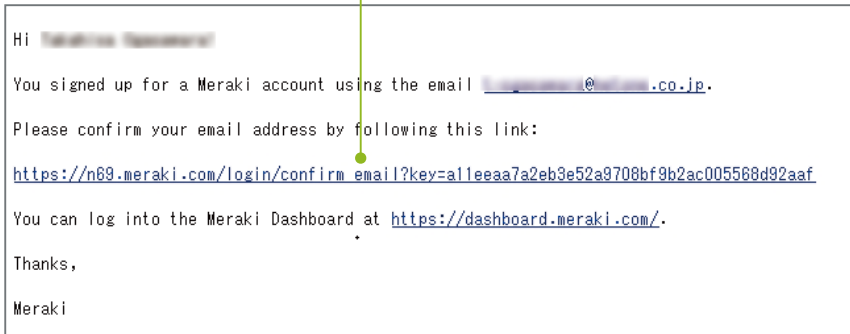 Hi
You signed up for a Meraki account using the email @ .co.jp.
Please confirm your email address by following this link:
https://n69.meraki.com/login/confirm_email?key=a11eeaa7a2eb3e52a9708bf9b2ac005568d92aaf
You can log into the Meraki Dashboard at https://dashboard.meraki.com/.
Thanks,
Meraki